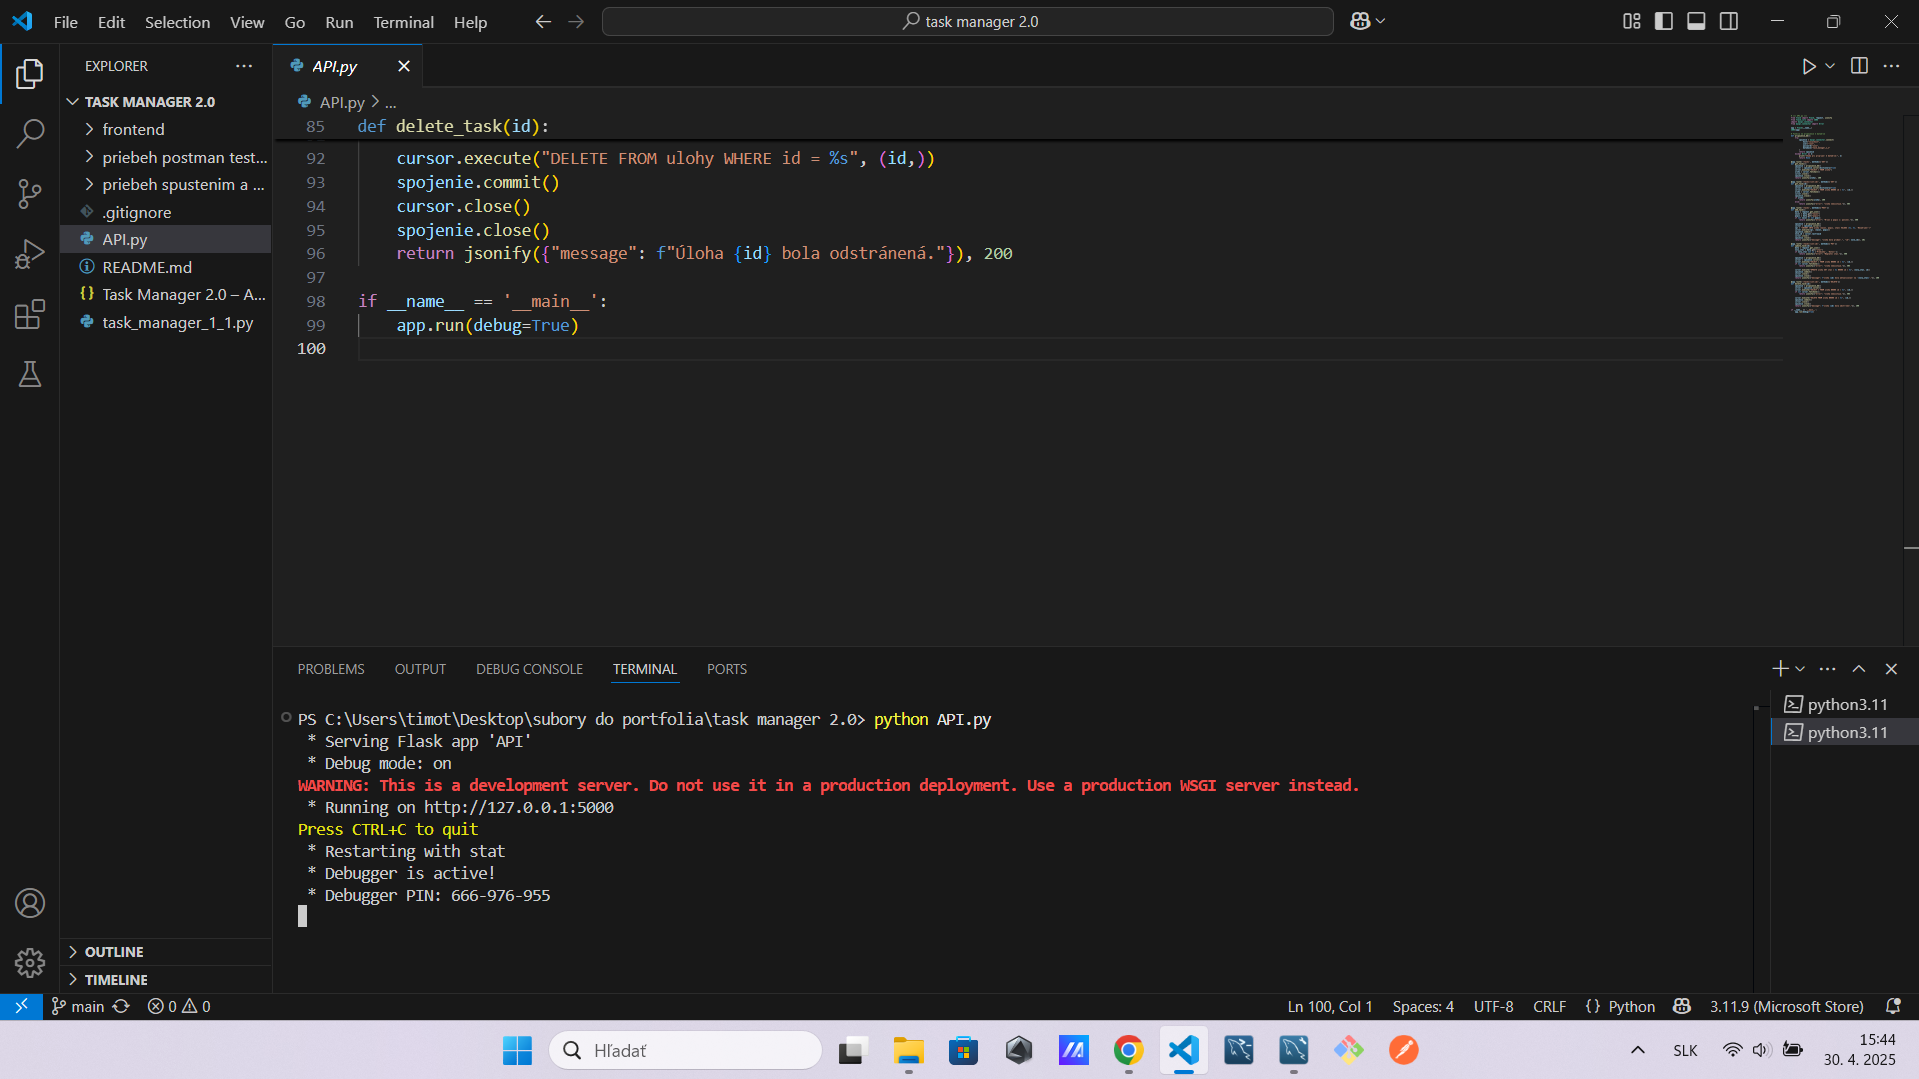 File Edit Selection View Go Run Terminal Help
task manager 2.0
EXPLORER
TASK MANAGER 2.0
frontend
priebeh postman test...
priebeh spustenim a ...
.gitignore
API.py
README.md
Task Manager 2.0 – A...
task_manager_1_1.py
OUTLINE
TIMELINE
API.py
API.py > ...
85 def delete_task(id):
92 cursor.execute("DELETE FROM ulohy WHERE id = %s", (id,))
93 spojenie.commit()
94 cursor.close()
95 spojenie.close()
96 return jsonify({"message": f"Úloha {id} bola odstránená."}), 200
97
98 if __name__ == '__main__':
99 app.run(debug=True)
100
PROBLEMS OUTPUT DEBUG CONSOLE TERMINAL PORTS
PS C:\Users\timot\Desktop\subory do portfolia\task manager 2.0> python API.py
* Serving Flask app 'API'
* Debug mode: on
WARNING: This is a development server. Do not use it in a production deployment. Use a production WSGI server instead.
* Running on http://127.0.0.1:5000
Press CTRL+C to quit
* Restarting with stat
* Debugger is active!
* Debugger PIN: 666-976-955
python3.11
python3.11
main 0 0 Ln 100, Col 1 Spaces: 4 UTF-8 CRLF {} Python 3.11.9 (Microsoft Store)
Hľadať
SLK
15:44
30. 4. 2025